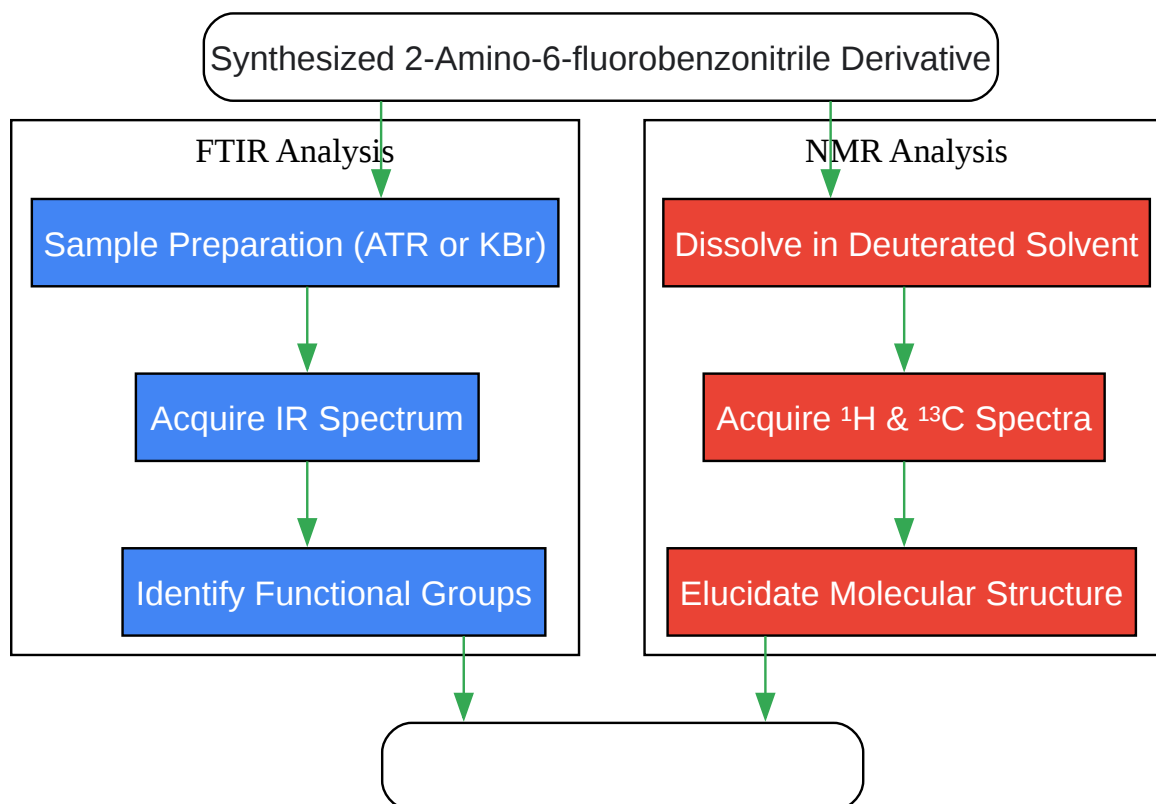 Synthesized 2-Amino-6-fluorobenzonitrile Derivative
FTIR Analysis
Sample Preparation (ATR or KBr)
Acquire IR Spectrum
Identify Functional Groups
NMR Analysis
Dissolve in Deuterated Solvent
Acquire ¹H & ¹³C Spectra
Elucidate Molecular Structure